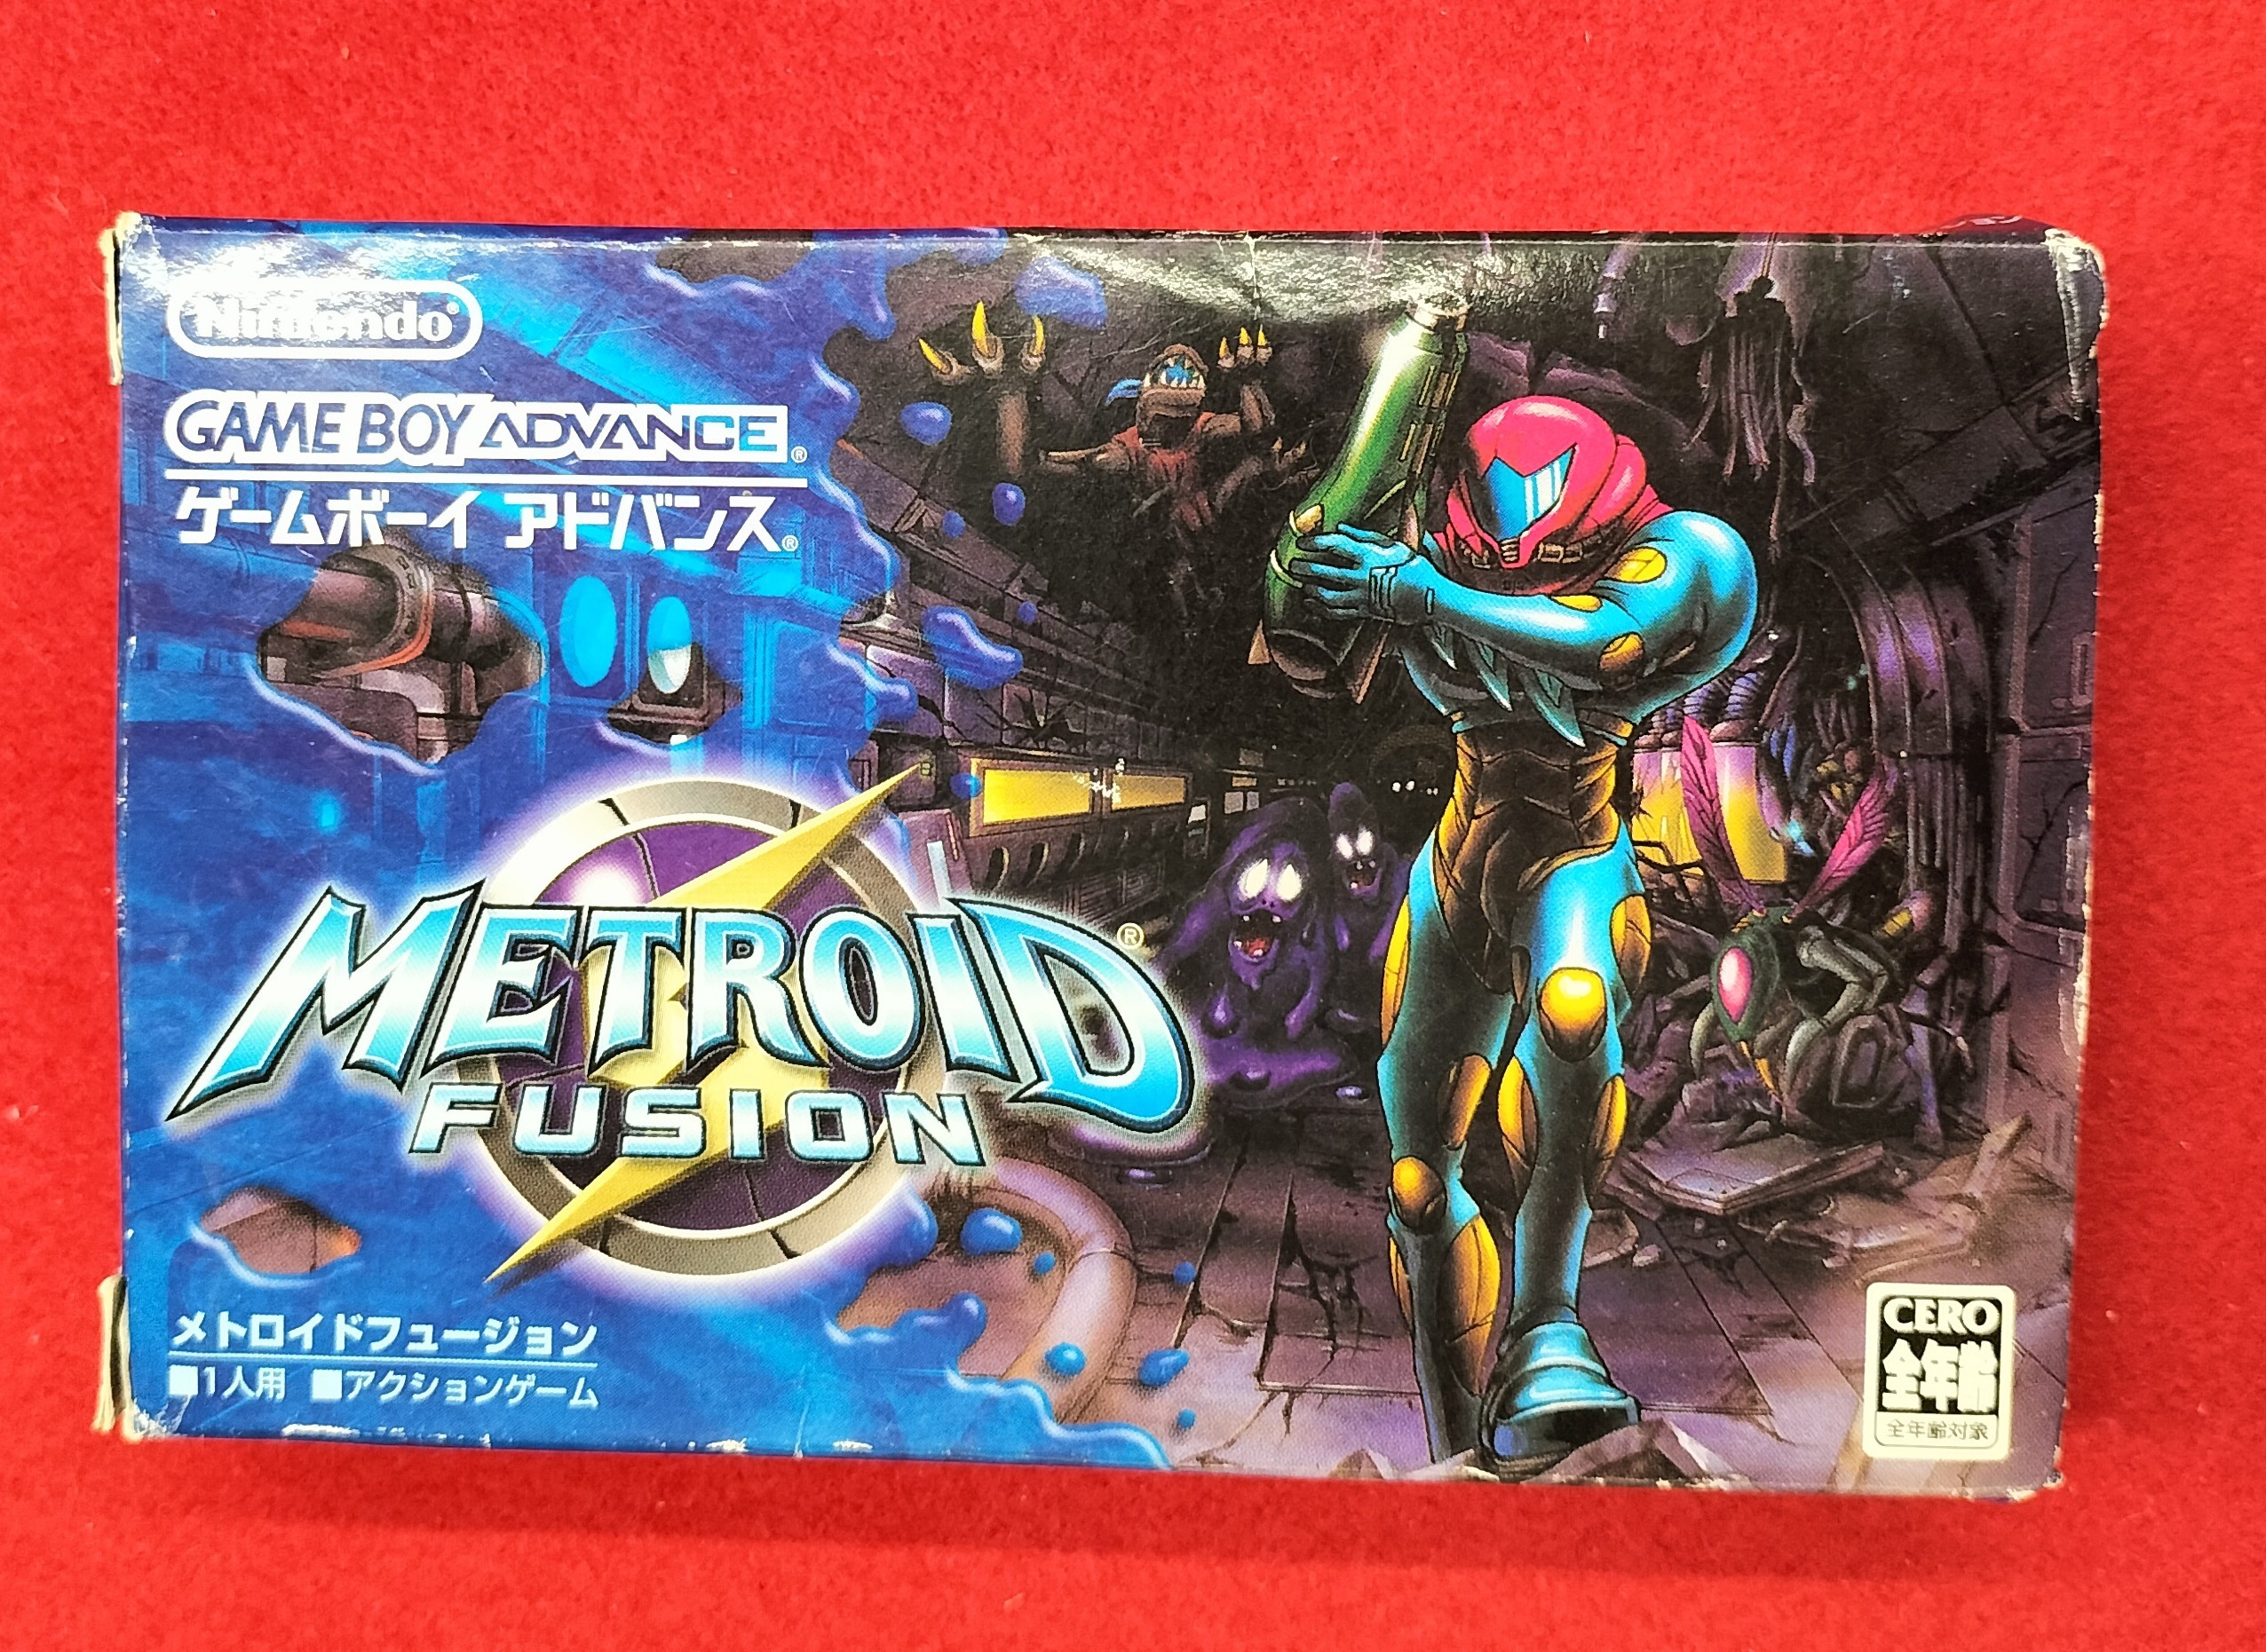 Nintendo®
GAME BOY ADVANCE®
ゲームボーイ アドバンス®
METROID®
FUSION
メトロイドフュージョン
■1人用 ■アクションゲーム
CERO
全年齢
全年齢対象